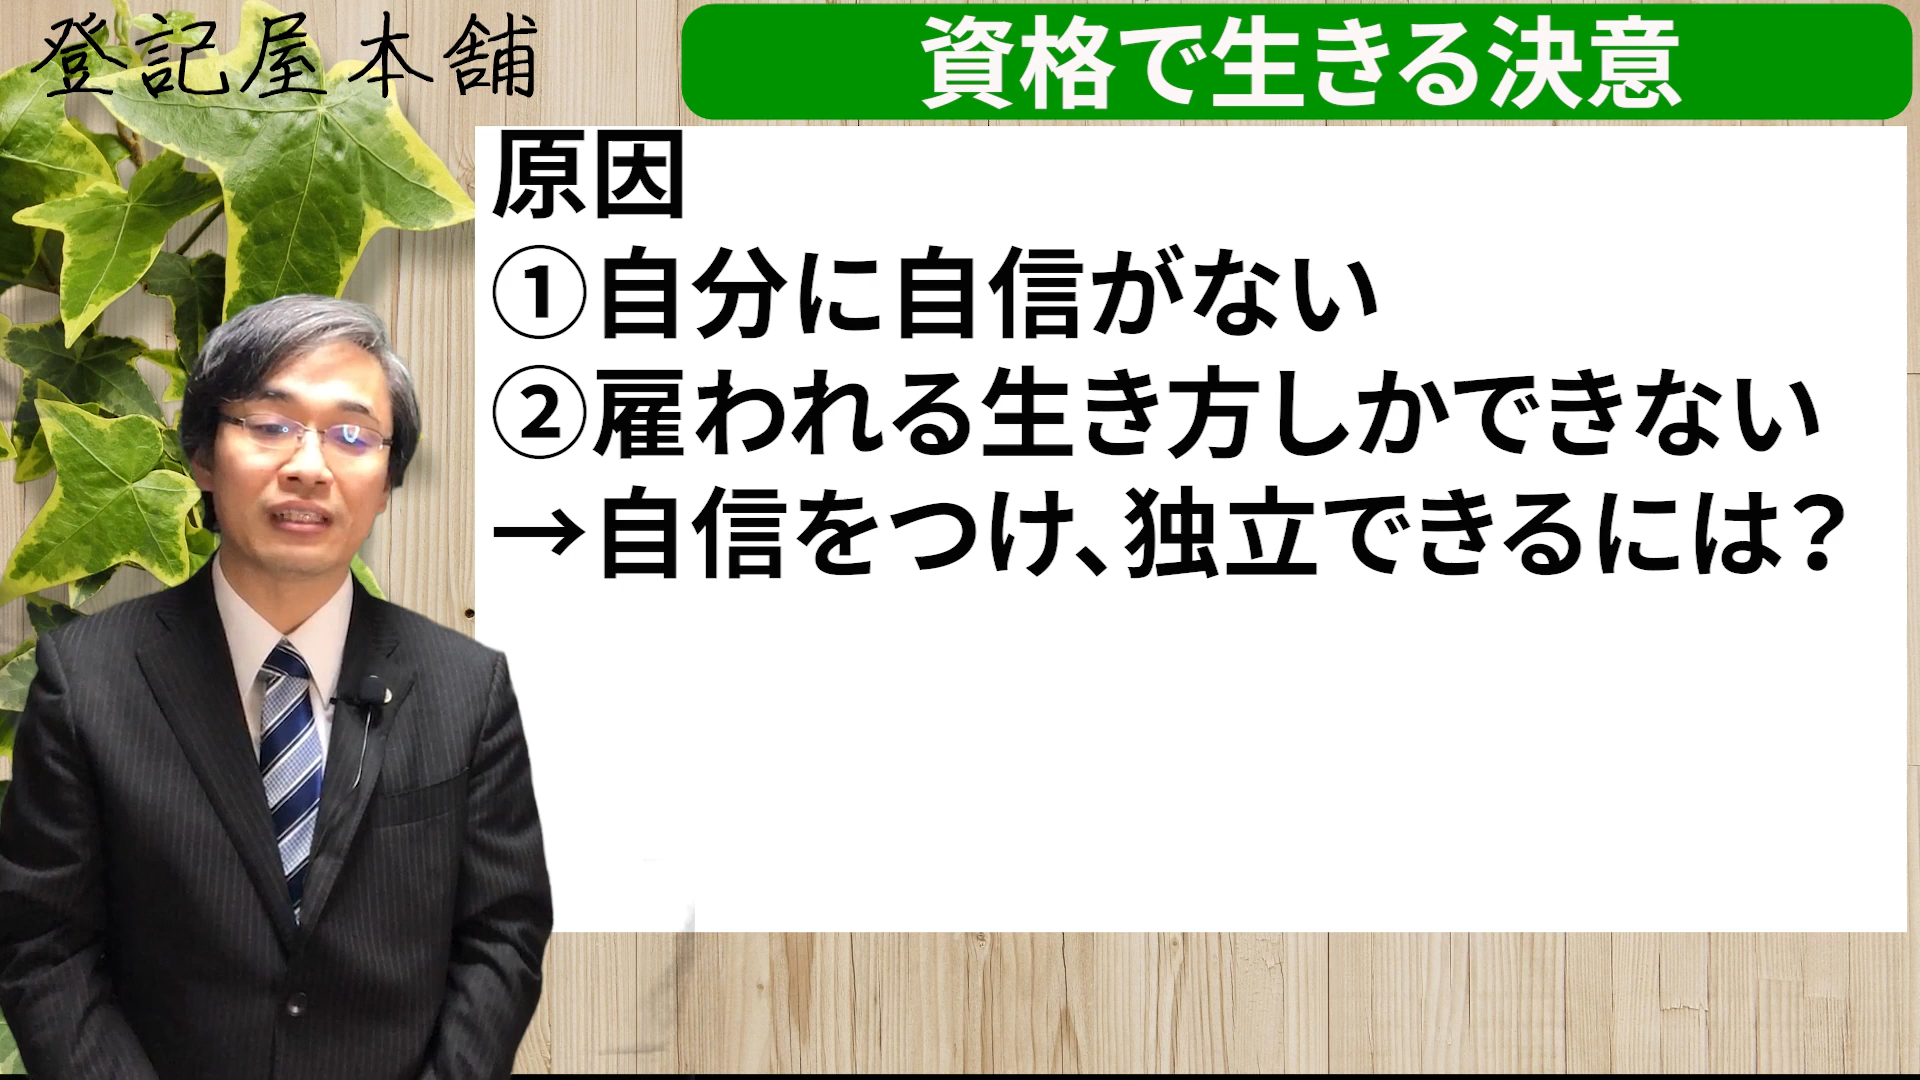 登記屋本舗
資格で生きる決意
原因
①自分に自信がない
②雇われる生き方しかできない
→自信をつけ、独立できるには？